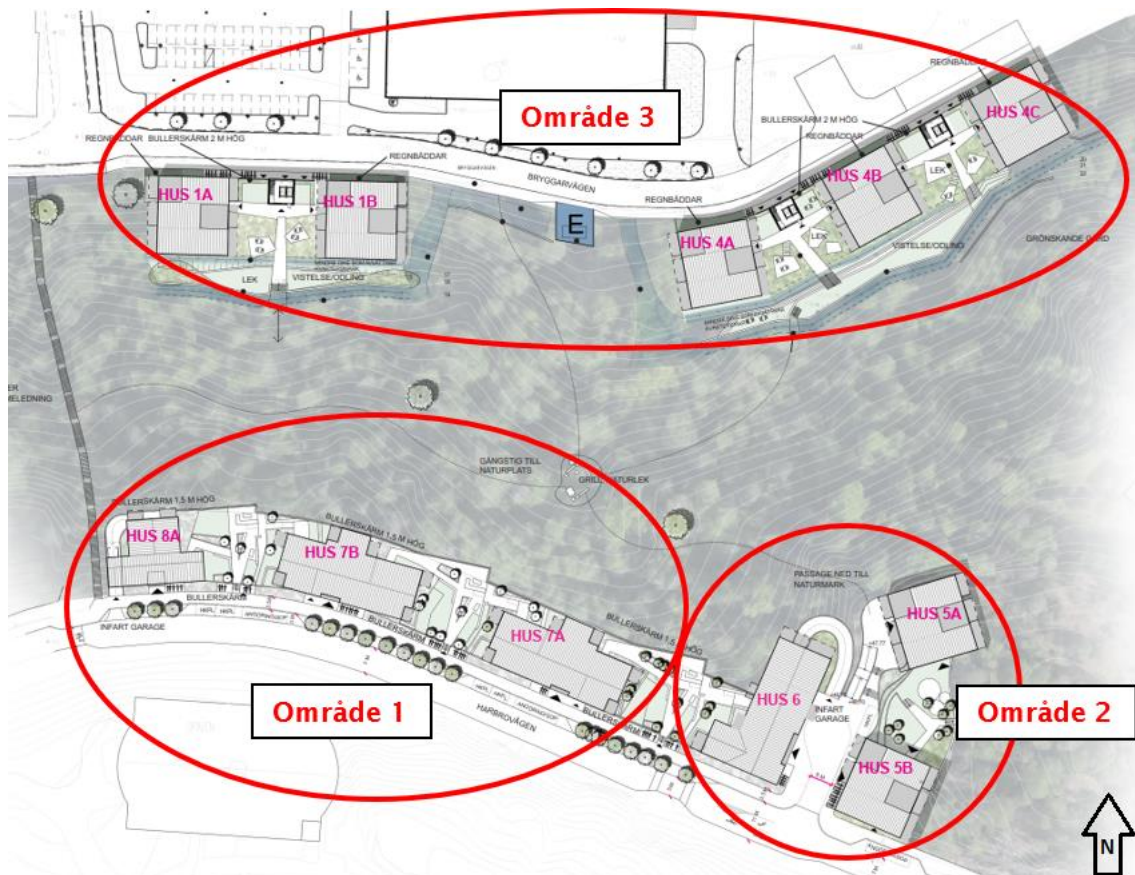 Område 3
REGNBÄDDAR
BULLERSKÄRM 2 M HÖG
REGNBÄDDAR
HUS 4C
REGNBÄDDAR
BULLERSKÄRM 2 M HÖG
REGNBÄDDAR
HUS 4B
LEK
BRYGGARVÄGEN
BRYGGARVÄGEN
HUS 1A
HUS 1B
REGNBÄDDAR
E
HUS 4A
LEK
GRÖNSKANDE GÅRD
VISTELSE/ODLING
LEK
VISTELSE/ODLING
GÅNGSTIG TILL
NATURPLATS
GRILL, NATURLEK
BULLERSKÄRM 1,5 M HÖG
BULLERSKÄRM 1,5 M HÖG
HUS 8A
HUS 7B
PASSAGE NED TILL
NATURMARK
HUS 5A
BULLERSKÄRM
INFART GARAGE
BULLERSKÄRM
HUS 7A
BULLERSKÄRM 1,5 M HÖG
HUS 6
INFART
GARAGE
Område 1
HARBROVÄGEN
BULLERSKÄRM
Område 2
HUS 5B
N